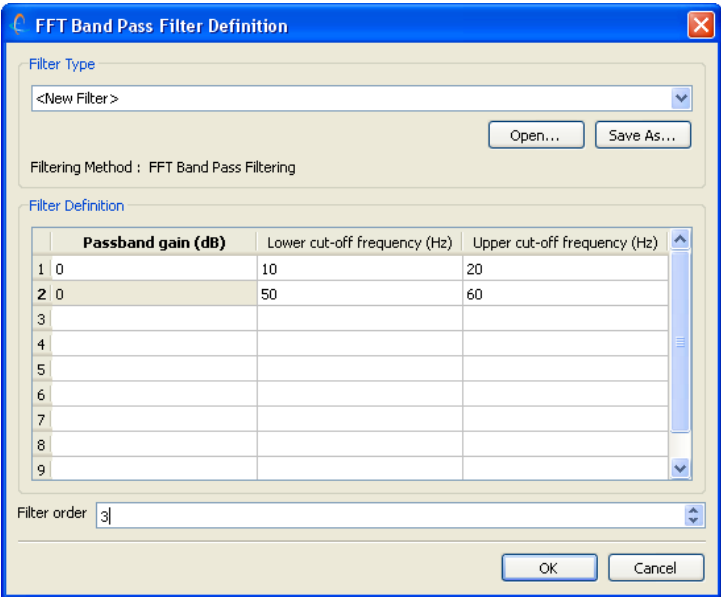 FFT Band Pass Filter Definition
Filter Type
<New Filter>
Open... Save As...
Filtering Method : FFT Band Pass Filtering
Filter Definition
Passband gain (dB) Lower cut-off frequency (Hz) Upper cut-off frequency (Hz)
1 0 10 20
2 0 50 60
3
4
5
6
7
8
9
Filter order 3
OK Cancel